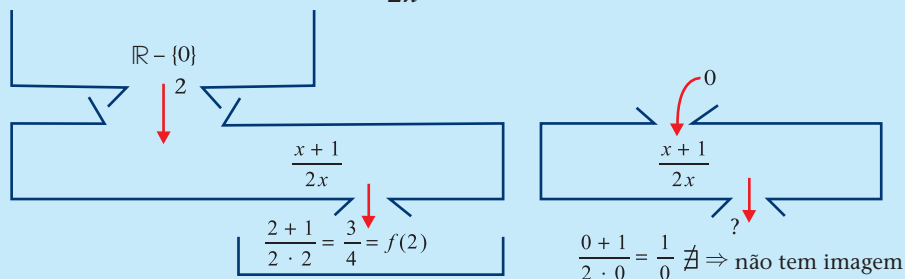 2x
ℝ – {0}
2
x + 1
2x
2 + 1
2 · 2
= 3
4
= f(2)
0
x + 1
2x
?
0 + 1
2 · 0
= 1
0
∄ ⇒ não tem imagem